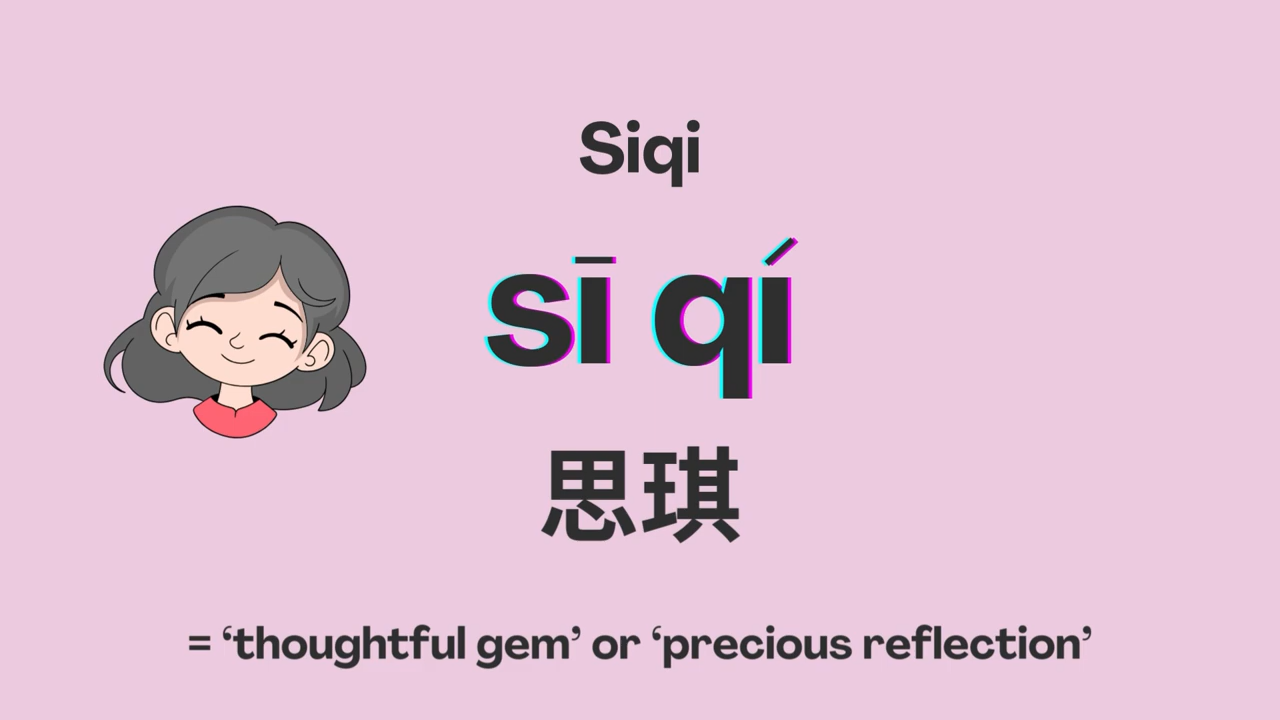 Siqi
sī qí
思琪
= ‘thoughtful gem’ or ‘precious reflection’